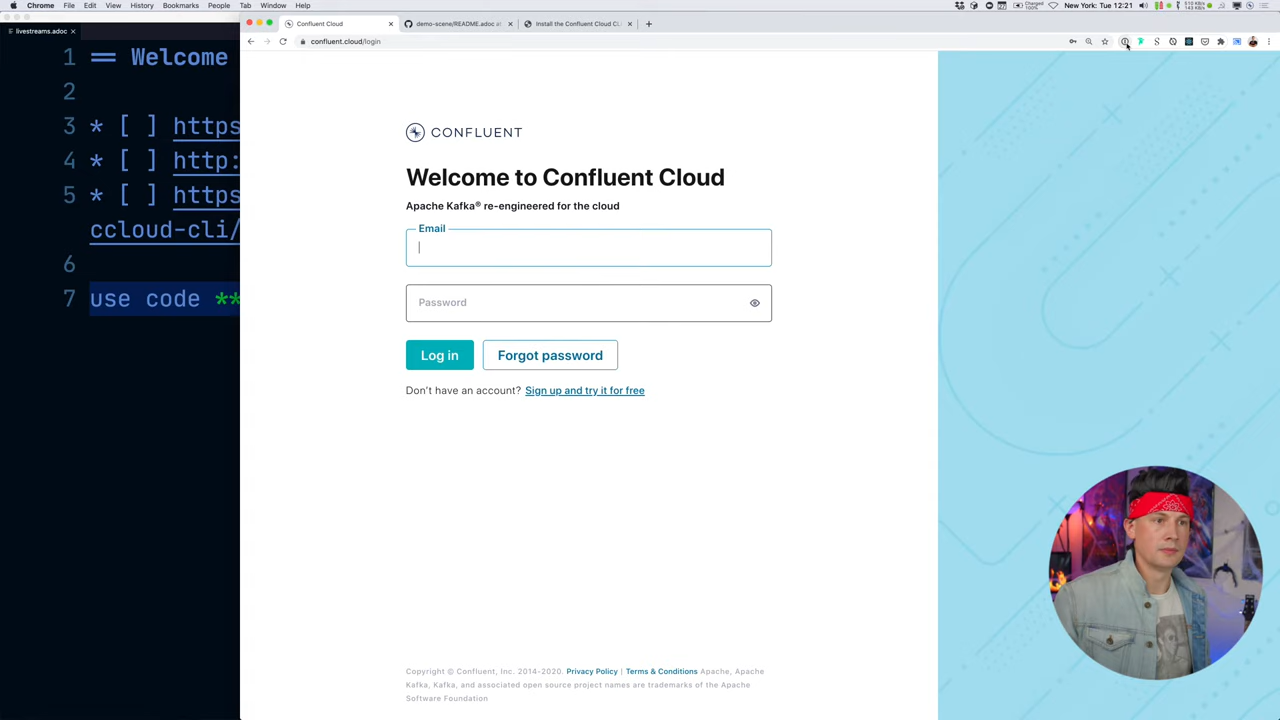 Chrome File Edit View History Bookmarks People Tab Window Help
Charged 100%
New York: Tue 12:21
livestreams.adoc
Confluent Cloud
demo-scene/README.adoc at
Install the Confluent Cloud CL
confluent.cloud/login
1 == Welcome
2
3 * [ ] https
4 * [ ] http:
5 * [ ] https
ccloud-cli/
6
7 use code **
CONFLUENT
Welcome to Confluent Cloud
Apache Kafka® re-engineered for the cloud
Email
Password
Log in
Forgot password
Don't have an account? Sign up and try it for free
Copyright © Confluent, Inc. 2014-2020. Privacy Policy | Terms & Conditions Apache, Apache
Kafka, Kafka, and associated open source project names are trademarks of the Apache
Software Foundation